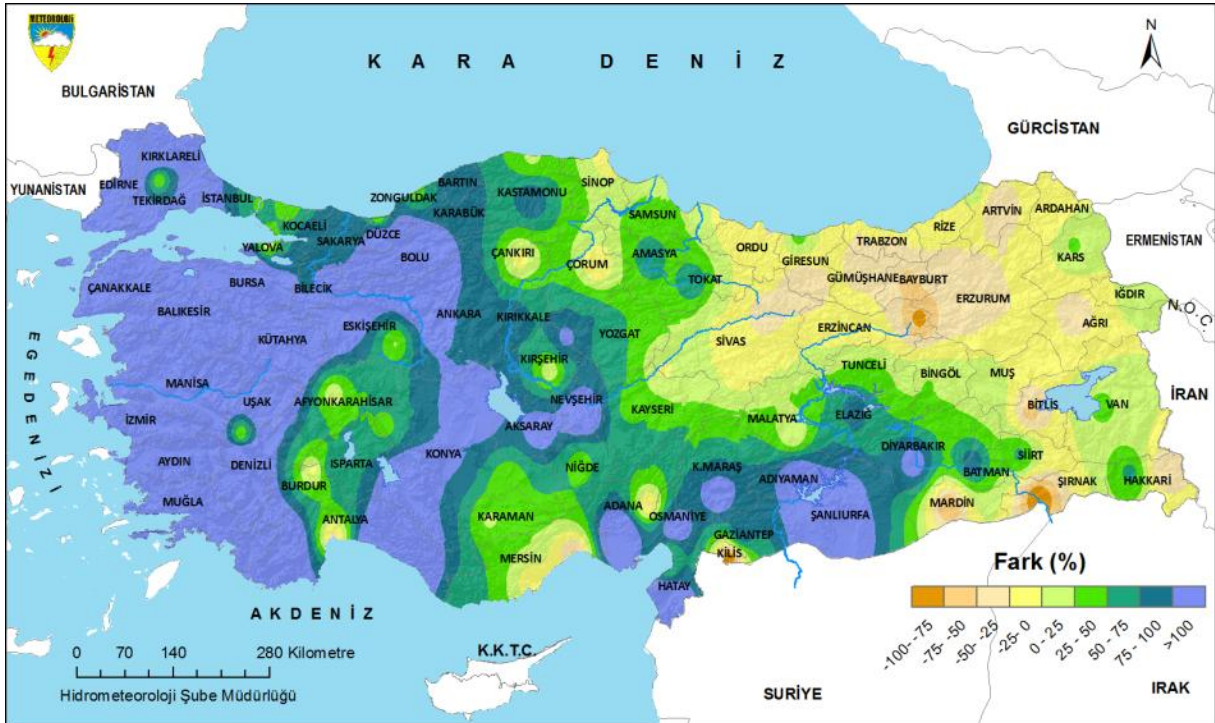 METEOROLOJİ
KARA DENİZ
N
BULGARİSTAN
GÜRCİSTAN
YUNANİSTAN
ERMENİSTAN
N.Ö.C.
İRAN
EGE DENİZİ
AKDENİZ
K.K.T.C.
SURİYE
IRAK
KIRKLARELİ
EDİRNE
TEKİRDAĞ
İSTANBUL
KOCAELİ
YALOVA
SAKARYA
DÜZCE
ZONGULDAK
BARTIN
KARABÜK
KASTAMONU
SİNOP
SAMSUN
ORDU
GİRESUN
TRABZON
RİZE
ARTVİN
ARDAHAN
KARS
IĞDIR
AĞRI
ERZURUM
BAYBURT
GÜMÜŞHANE
ERZİNCAN
BOLU
ÇANKIRI
ÇORUM
AMASYA
TOKAT
SİVAS
YOZGAT
KIRIKKALE
ANKARA
KIRŞEHİR
ESKİŞEHİR
BİLECİK
BURSA
ÇANAKKALE
BALIKESİR
KÜTAHYA
MANİSA
UŞAK
AFYONKARAHİSAR
İZMİR
AYDIN
DENİZLİ
MUĞLA
BURDUR
ISPARTA
ANTALYA
KONYA
AKSARAY
NEVŞEHİR
KAYSERİ
NİĞDE
KARAMAN
MERSİN
ADANA
OSMANİYE
HATAY
K.MARAŞ
GAZİANTEP
KİLİS
ADIYAMAN
ŞANLIURFA
MALATYA
ELAZIĞ
TUNCELİ
BİNGÖL
MUŞ
BİTLİS
VAN
DİYARBAKIR
BATMAN
SİİRT
MARDİN
ŞIRNAK
HAKKARİ
Fark (%)
-100--75
-75--50
-50--25
-25-0
0 - 25
25 - 50
50 - 75
75 - 100
>100
0 70 140 280 Kilometre
Hidrometeoroloji Şube Müdürlüğü